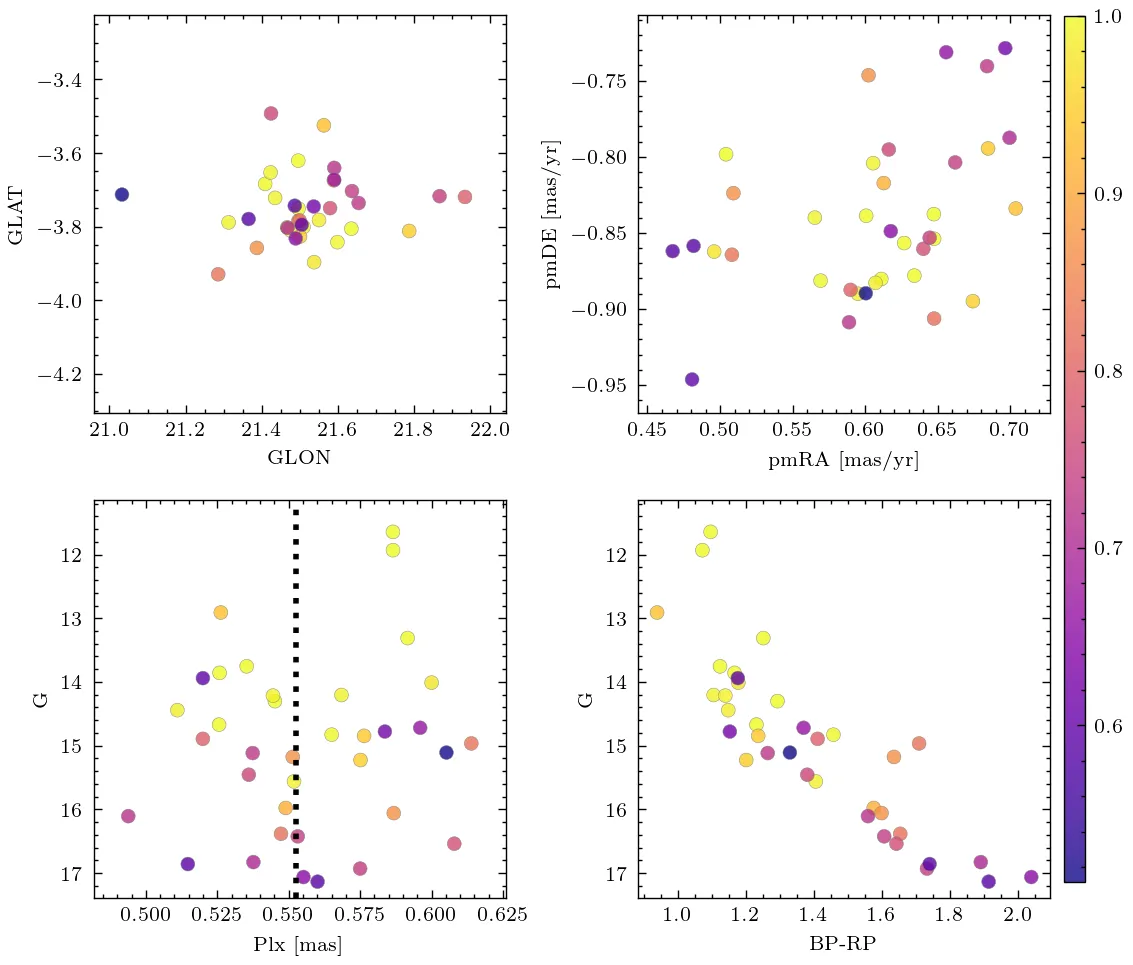 −3.4
−3.6
−3.8
−4.0
−4.2
GLAT
21.0 21.2 21.4 21.6 21.8 22.0
GLON
−0.75
−0.80
−0.85
−0.90
−0.95
pmDE [mas/yr]
0.45 0.50 0.55 0.60 0.65 0.70
pmRA [mas/yr]
1.0
0.9
0.8
0.7
0.6
12
13
14
15
16
17
G
0.500 0.525 0.550 0.575 0.600 0.625
Plx [mas]
12
13
14
15
16
17
G
1.0 1.2 1.4 1.6 1.8 2.0
BP-RP